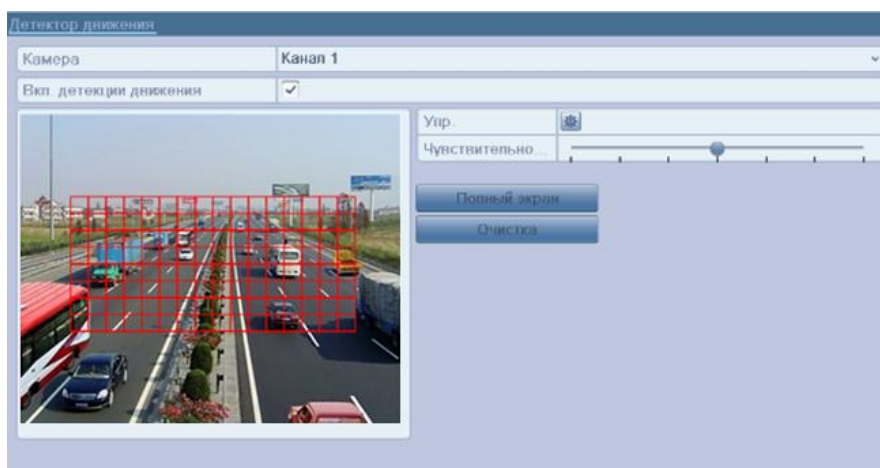 Детектор движения
Камера
Канал 1
Вкл. детекции движения
Упр.
Чувствительно...
Полный экран
Очистка